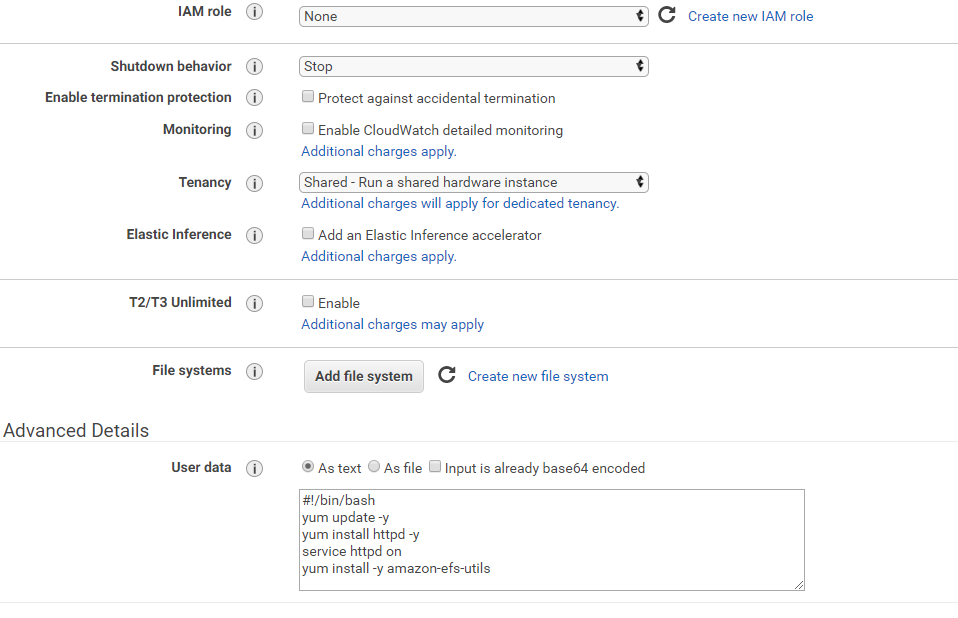 IAM role i None Create new IAM role
Shutdown behavior i Stop
Enable termination protection i Protect against accidental termination
Monitoring i Enable CloudWatch detailed monitoring
Additional charges apply.
Tenancy i Shared - Run a shared hardware instance
Additional charges will apply for dedicated tenancy.
Elastic Inference i Add an Elastic Inference accelerator
Additional charges apply.
T2/T3 Unlimited i Enable
Additional charges may apply
File systems i Add file system Create new file system
Advanced Details
User data i As text As file Input is already base64 encoded
#!/bin/bash
yum update -y
yum install httpd -y
service httpd on
yum install -y amazon-efs-utils